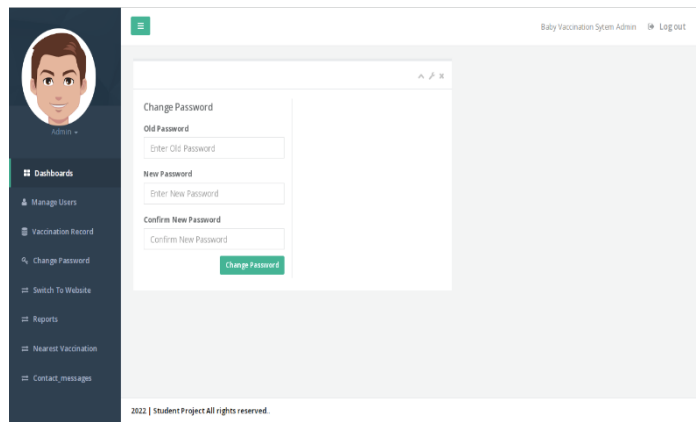 Baby Vaccination Sytem Admin Log out
Admin
Dashboards
Manage Users
Vaccination Record
Change Password
Switch To Website
Reports
Nearest Vaccination
Contact_messages
Change Password
Old Password
Enter Old Password
New Password
Enter New Password
Confirm New Password
Confirm New Password
Change Password
2022 | Student Project All rights reserved..